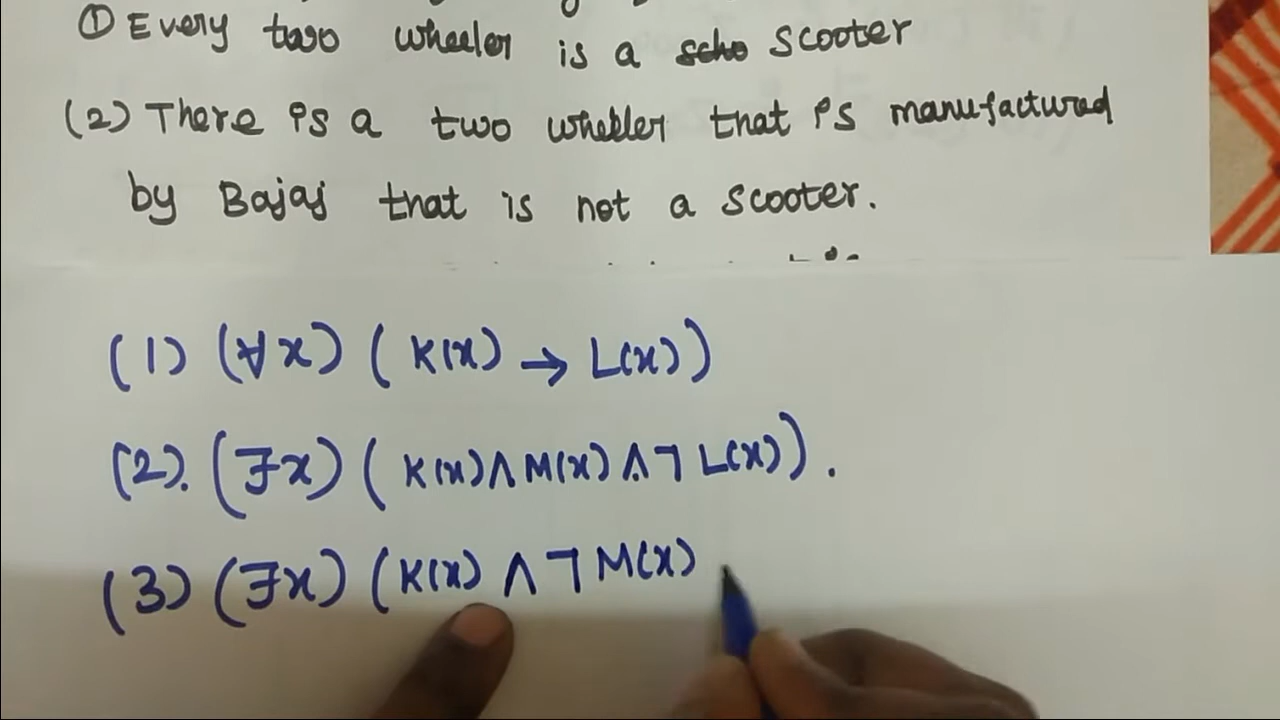 ① Every two wheeler is a scho scooter
(2) There is a two wheeler that is manufactured
by Bajaj that is not a scooter.
(1) (∀x) ( K(x) → L(x))
(2). (∃x) ( K(x) ∧ M(x) ∧ ¬ L(x)).
(3) (∃x) (K(x) ∧ ¬ M(x)